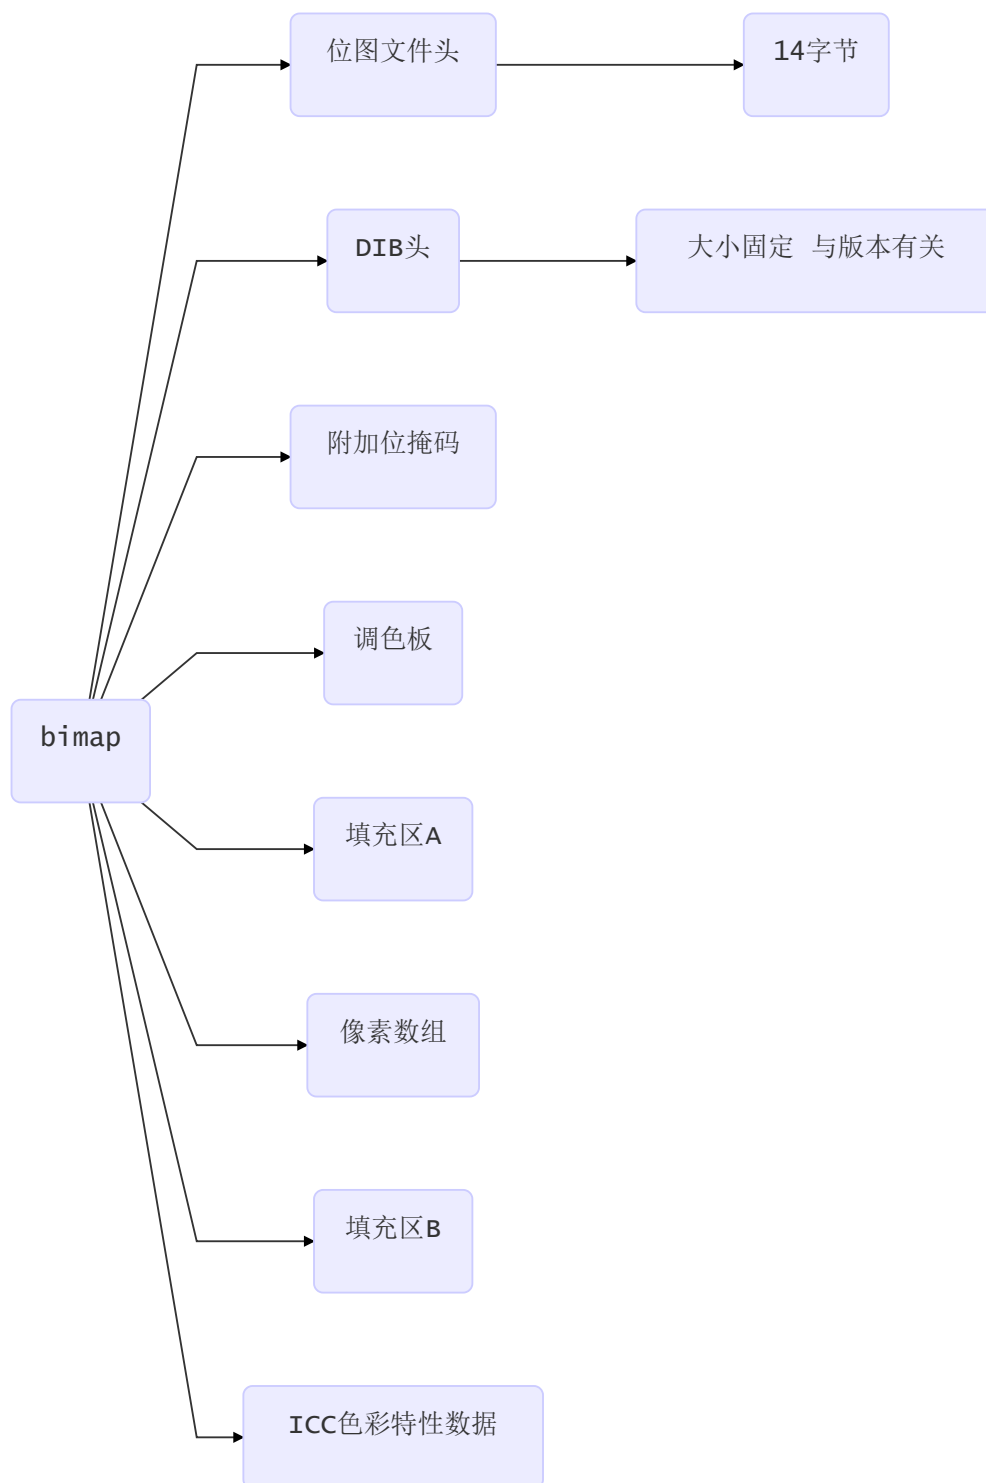 位图文件头
14字节
DIB头
大小固定 与版本有关
附加位掩码
调色板
bimap
填充区A
像素数组
填充区B
ICC色彩特性数据